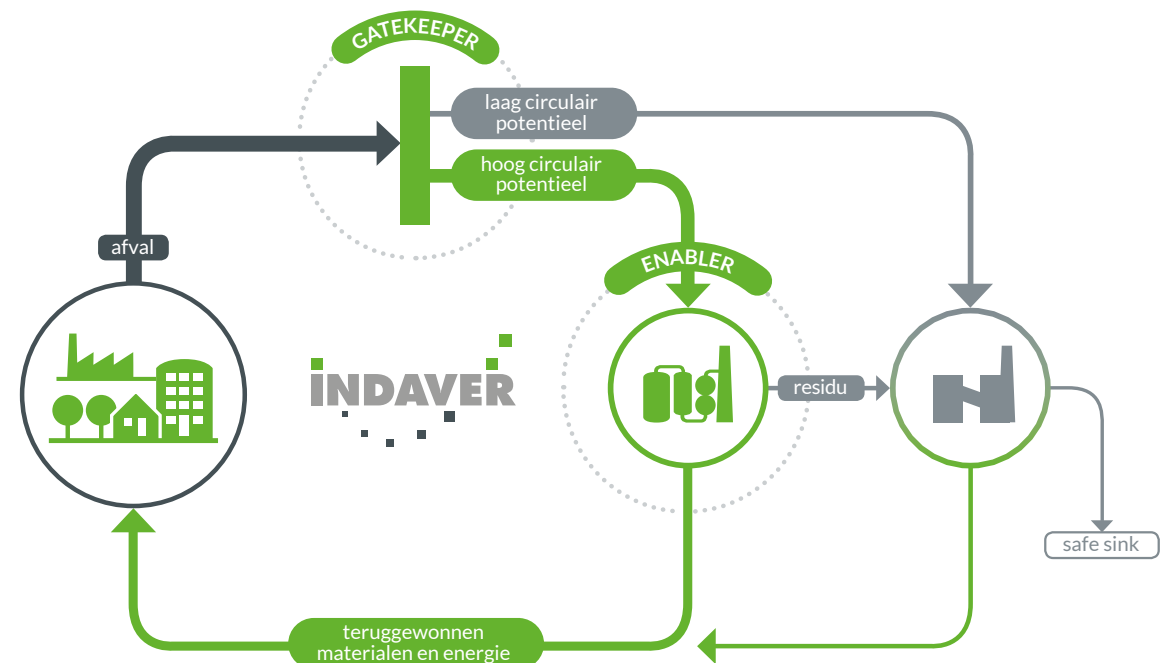 GATEKEEPER
laag circulair
potentieel
hoog circulair
potentieel
afval
ENABLER
INDAVER
residu
safe sink
teruggewonnen
materialen en energie